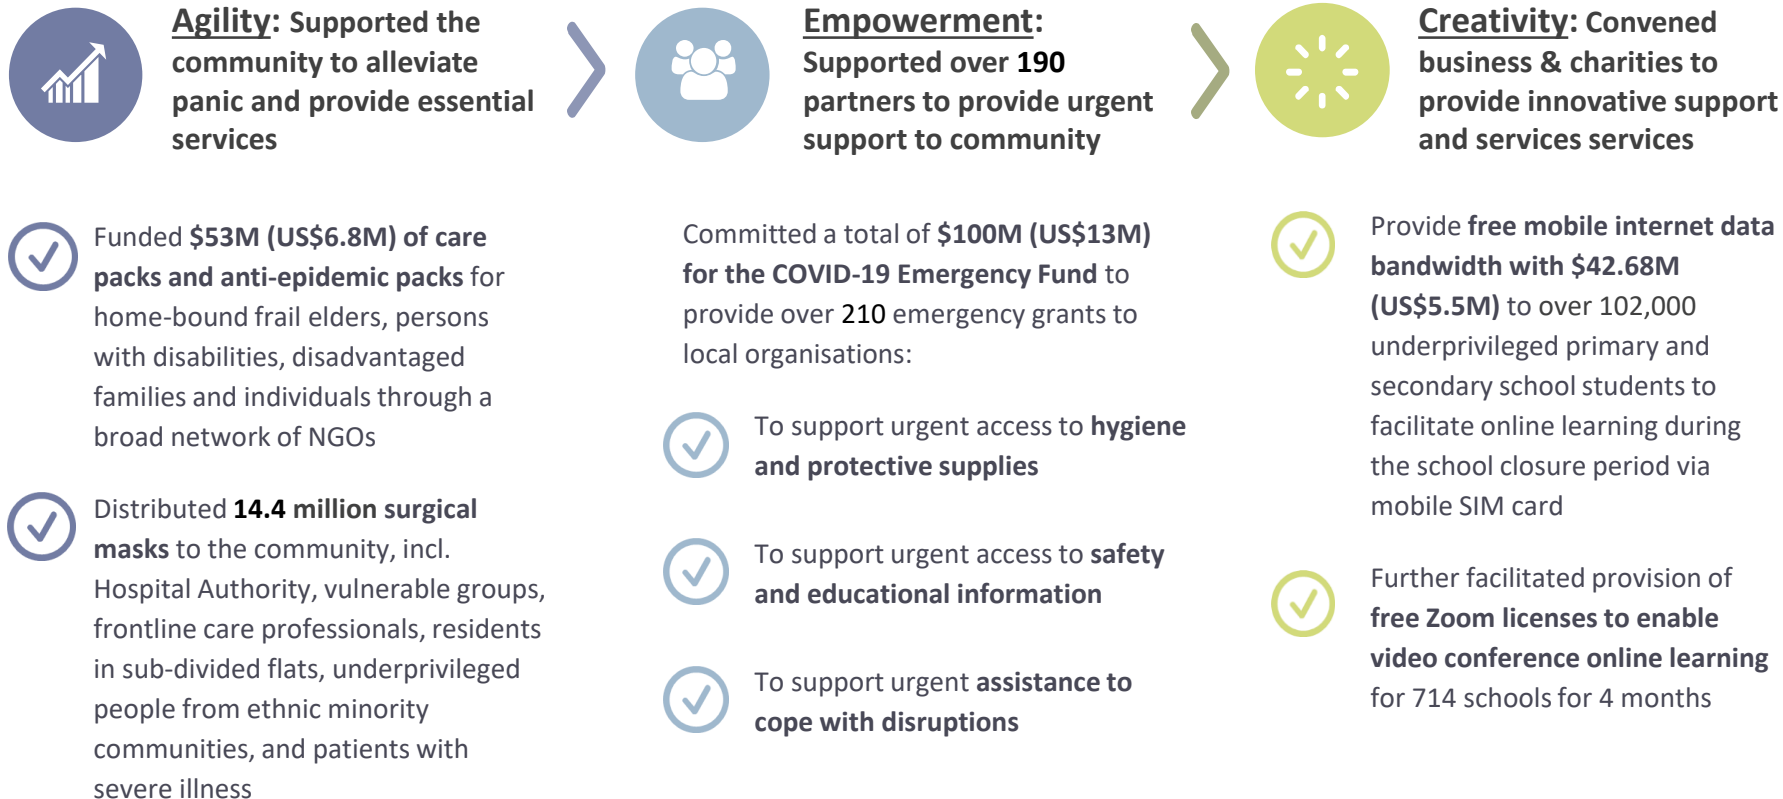 Agility: Supported the
community to alleviate
panic and provide essential
services
Funded $53M (US$6.8M) of care
packs and anti-epidemic packs for
home-bound frail elders, persons
with disabilities, disadvantaged
families and individuals through a
broad network of NGOs
Distributed 14.4 million surgical
masks to the community, incl.
Hospital Authority, vulnerable groups,
frontline care professionals, residents
in sub-divided flats, underprivileged
people from ethnic minority
communities, and patients with
severe illness
Empowerment:
Supported over 190
partners to provide urgent
support to community
Committed a total of $100M (US$13M)
for the COVID-19 Emergency Fund to
provide over 210 emergency grants to
local organisations:
To support urgent access to hygiene
and protective supplies
To support urgent access to safety
and educational information
To support urgent assistance to
cope with disruptions
Creativity: Convened
business & charities to
provide innovative support
and services services
Provide free mobile internet data
bandwidth with $42.68M
(US$5.5M) to over 102,000
underprivileged primary and
secondary school students to
facilitate online learning during
the school closure period via
mobile SIM card
Further facilitated provision of
free Zoom licenses to enable
video conference online learning
for 714 schools for 4 months